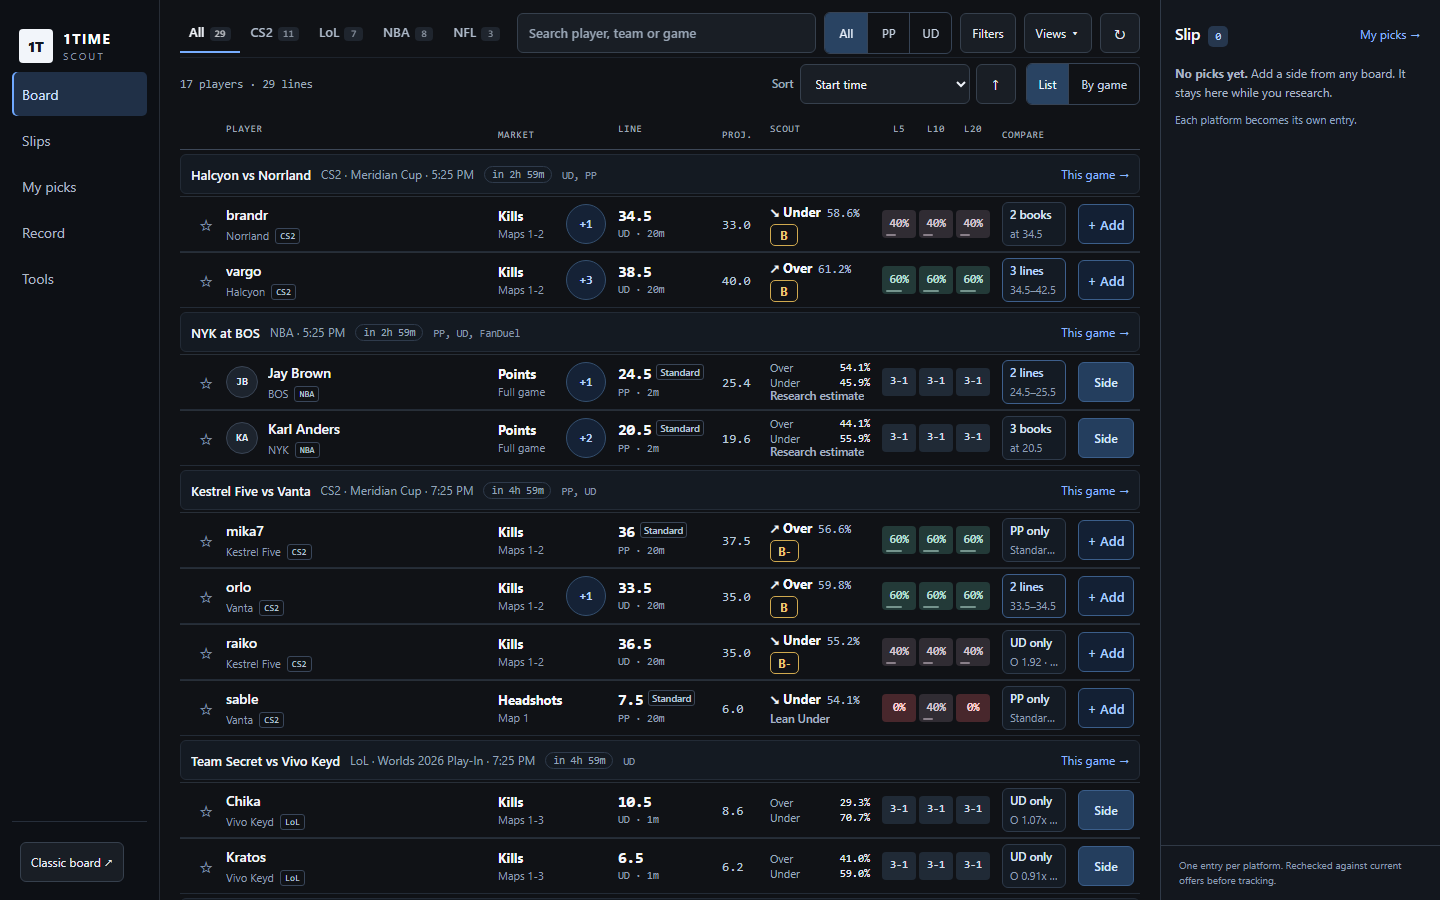 1T
1TIME
SCOUT
Board
Slips
My picks
Record
Tools
Classic board ↗
All 29 CS2 11 LoL 7 NBA 8 NFL 3
Search player, team or game
All PP UD
Filters
Views ▾
↻
17 players · 29 lines
Sort Start time ↑ List By game
PLAYER MARKET LINE PROJ. SCOUT L5 L10 L20 COMPARE
Halcyon vs Norrland CS2 · Meridian Cup · 5:25 PM in 2h 59m UD, PP This game →
☆ brandr Kills +1 34.5 33.0 ↘ Under 58.6% 40% 40% 40% 2 books + Add
Norrland CS2 Maps 1-2 UD · 20m B at 34.5
☆ vargo Kills +3 38.5 40.0 ↗ Over 61.2% 60% 60% 60% 3 lines + Add
Halcyon CS2 Maps 1-2 UD · 20m B 34.5–42.5
NYK at BOS NBA · 5:25 PM in 2h 59m PP, UD, FanDuel This game →
☆ JB Jay Brown Points +1 24.5 Standard 25.4 Over 54.1% 3-1 3-1 3-1 2 lines Side
BOS NBA Full game PP · 2m Under 45.9% 24.5–25.5
Research estimate
☆ KA Karl Anders Points +2 20.5 Standard 19.6 Over 44.1% 3-1 3-1 3-1 3 books Side
NYK NBA Full game PP · 2m Under 55.9% at 20.5
Research estimate
Kestrel Five vs Vanta CS2 · Meridian Cup · 7:25 PM in 4h 59m PP, UD This game →
☆ mika7 Kills 36 Standard 37.5 ↗ Over 56.6% 60% 60% 60% PP only + Add
Kestrel Five CS2 Maps 1-2 PP · 20m B- Standar...
☆ orlo Kills +1 33.5 35.0 ↗ Over 59.8% 60% 60% 60% 2 lines + Add
Vanta CS2 Maps 1-2 UD · 20m B 33.5–34.5
☆ raiko Kills 36.5 35.0 ↘ Under 55.2% 40% 40% 40% UD only + Add
Kestrel Five CS2 Maps 1-2 UD · 20m B- O 1.92 · ...
☆ sable Headshots 7.5 Standard 6.0 ↘ Under 54.1% 0% 40% 0% PP only + Add
Vanta CS2 Map 1 PP · 20m Lean Under Standar...
Team Secret vs Vivo Keyd LoL · Worlds 2026 Play-In · 7:25 PM in 4h 59m UD This game →
☆ Chika Kills 10.5 8.6 Over 29.3% 3-1 3-1 3-1 UD only Side
Vivo Keyd LoL Maps 1-3 UD · 1m Under 70.7% O 1.07x ...
☆ Kratos Kills 6.5 6.2 Over 41.0% 3-1 3-1 3-1 UD only Side
Vivo Keyd LoL Maps 1-3 UD · 1m Under 59.0% O 0.91x ...
Slip 0 My picks →
No picks yet. Add a side from any board. It
stays here while you research.
Each platform becomes its own entry.
One entry per platform. Rechecked against current
offers before tracking.